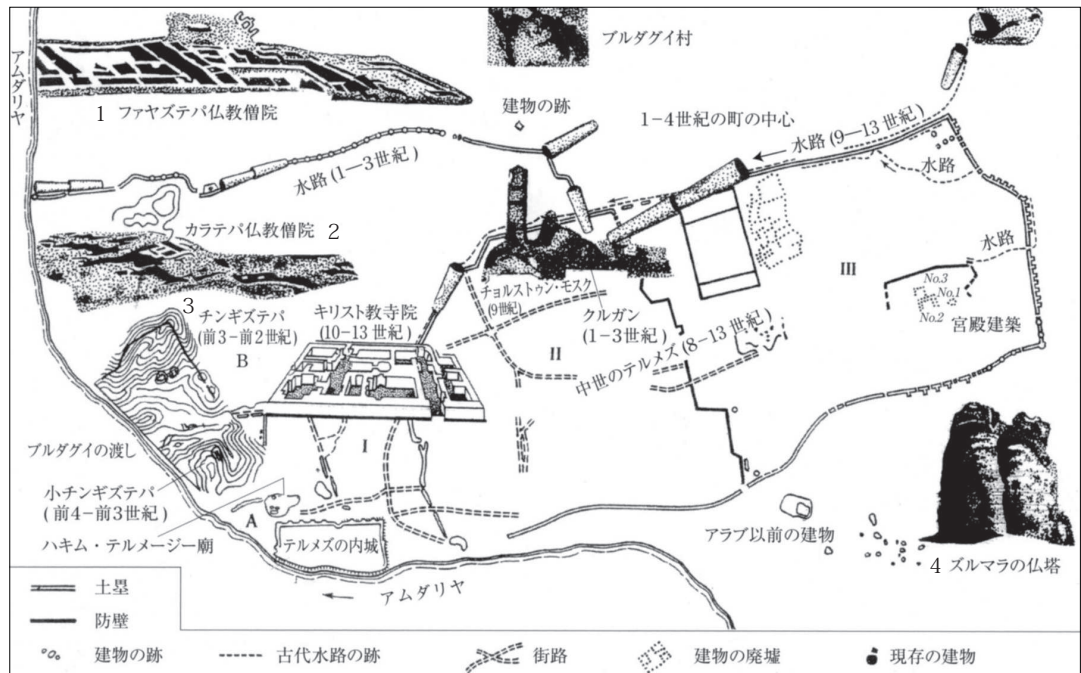 アムダリヤ
ブルダグイ村
1 ファヤズテパ仏教僧院
建物の跡
1-4世紀の町の中心
水路 (9-13世紀)
水路 (1-3世紀)
水路
カラテパ仏教僧院 2
水路
3
チンギズテパ
(前3-前2世紀)
B
キリスト教寺院
(10-13世紀)
チョルストゥン・モスク
(9世紀)
クルガン
(1-3世紀)
III
No.3
No.1
No.2
宮殿建築
II
中世のテルメズ (8-13世紀)
ブルダグイの渡し
I
小チンギズテパ
(前4-前3世紀)
A
ハキム・テルメージー廟
テルメズの内城
アラブ以前の建物
4 ズルマラの仏塔
アムダリヤ
土塁
防壁
建物の跡
古代水路の跡
街路
建物の廃墟
現存の建物